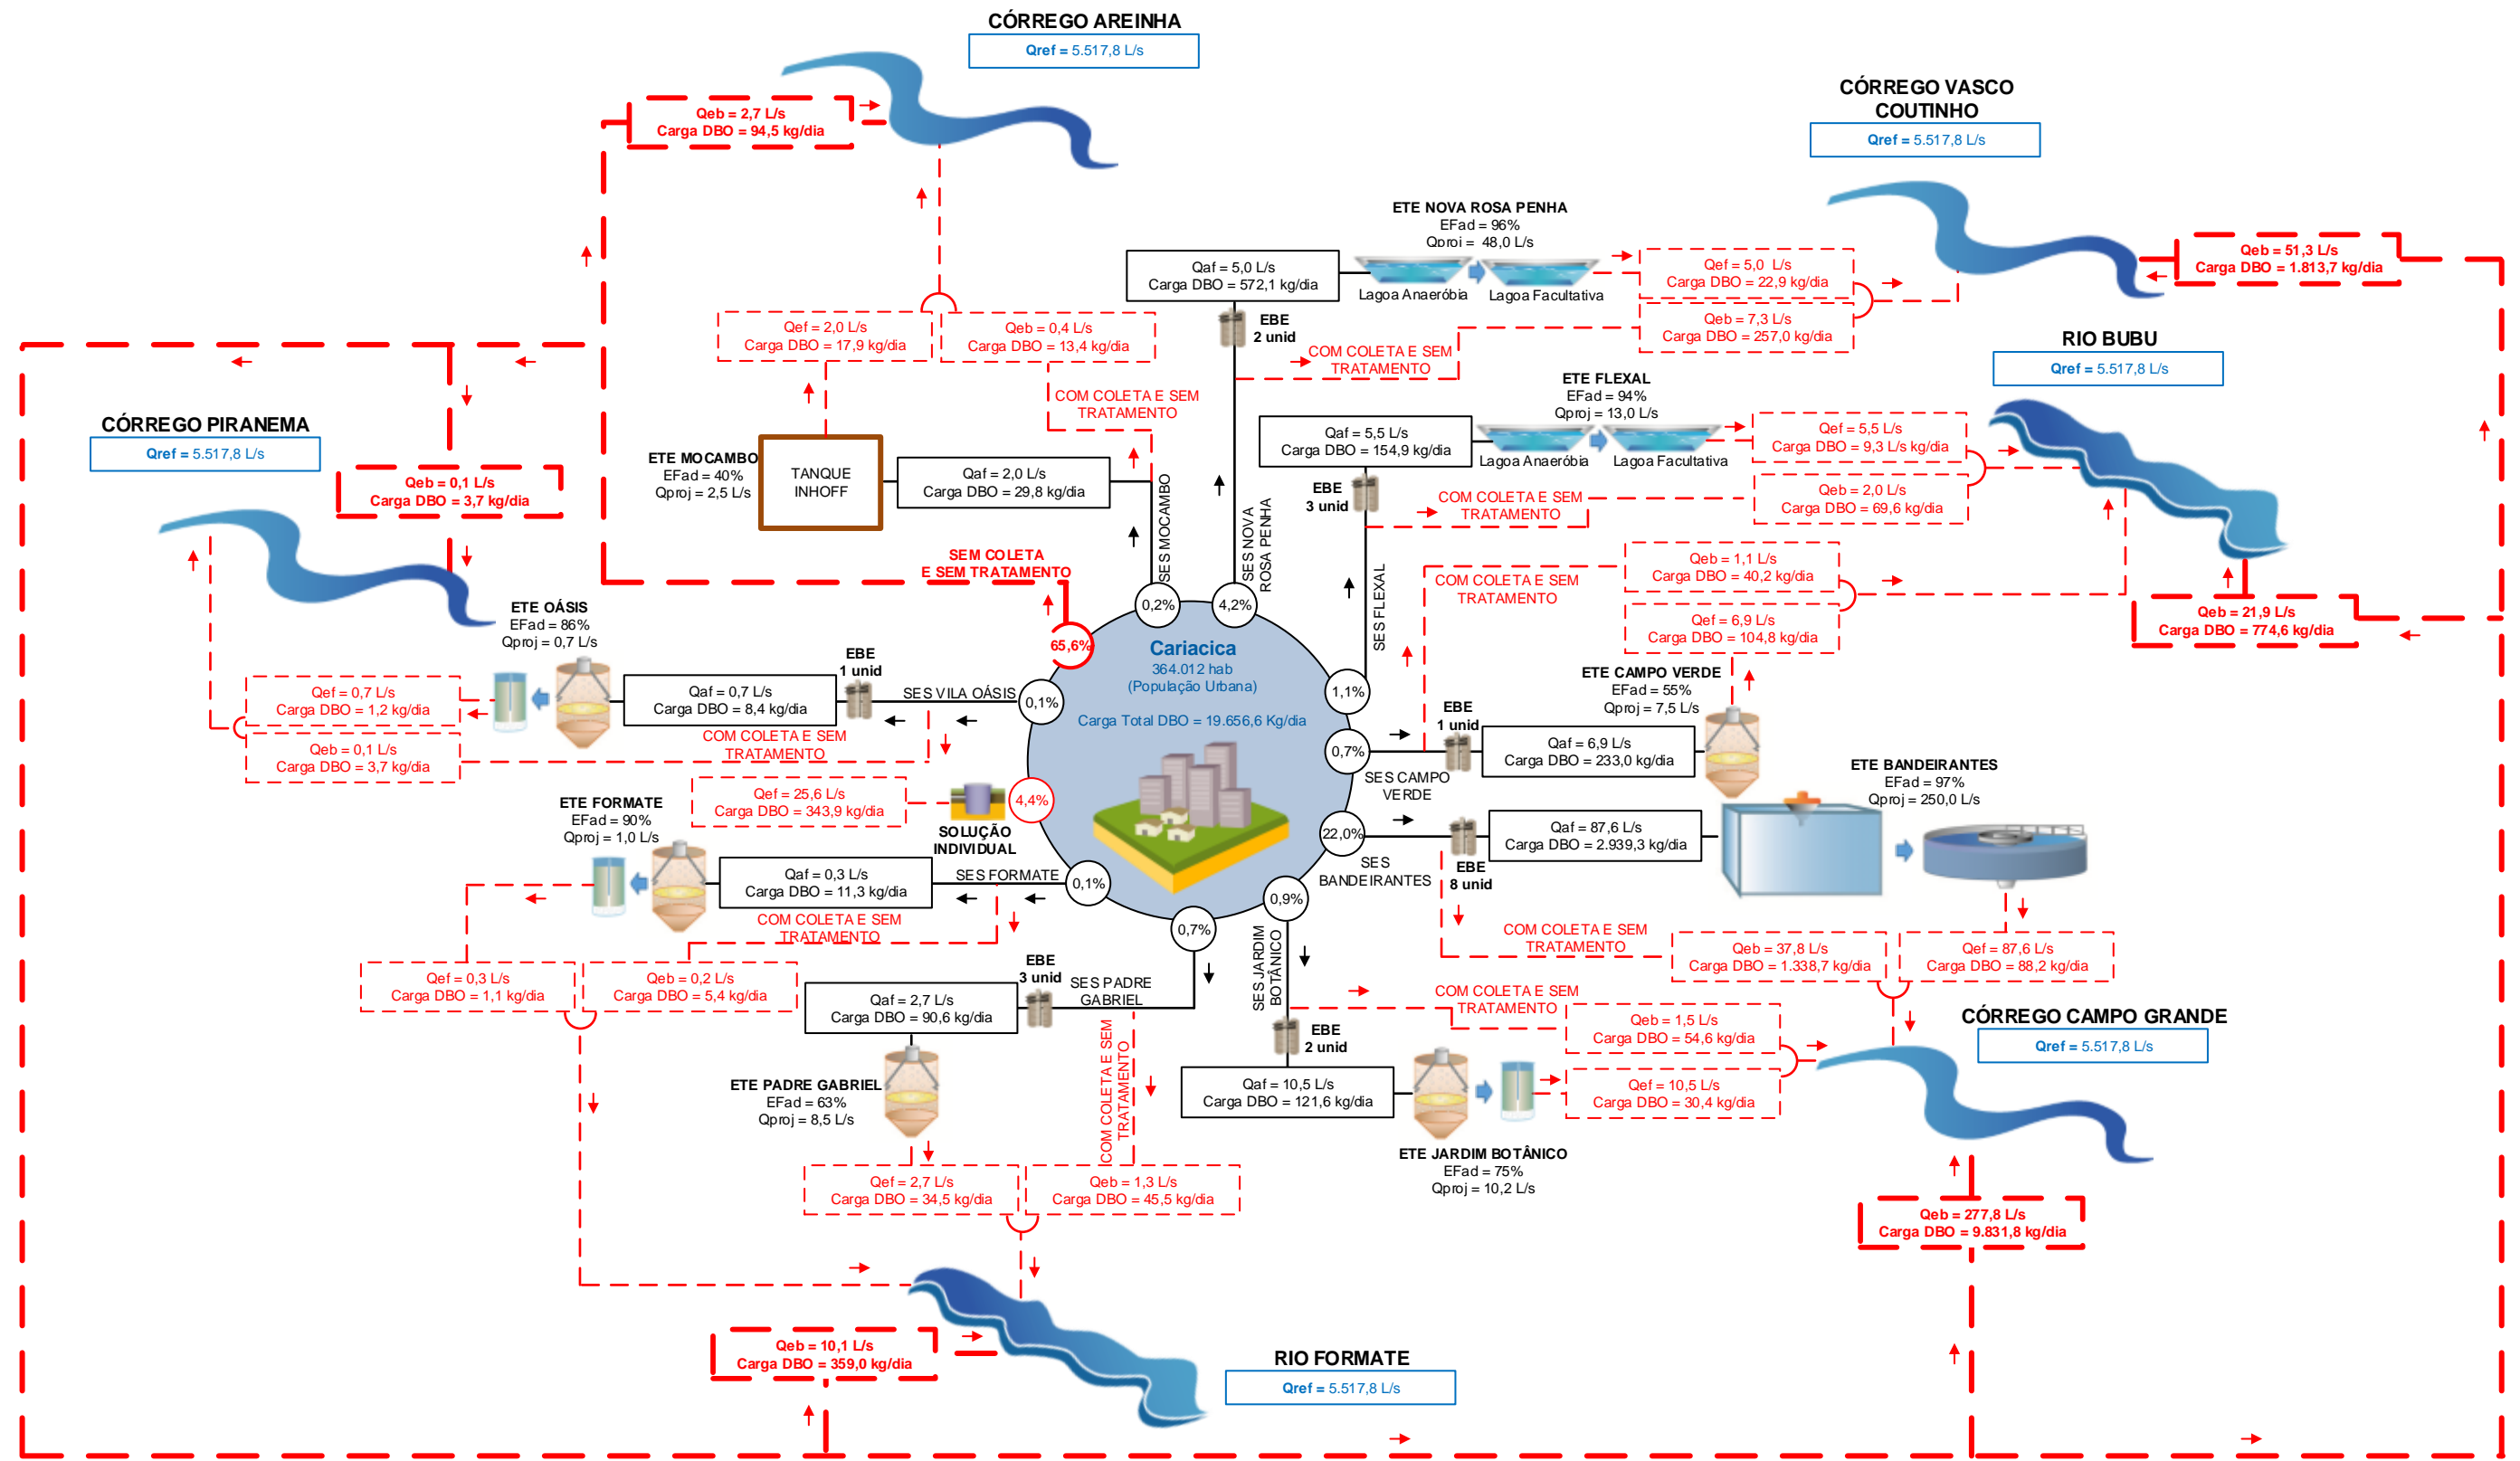 CÓRREGO AREINHA
Qref = 5.517,8 L/s
Qeb = 2,7 L/s
Carga DBO = 94,5 kg/dia
CÓRREGO VASCO
COUTINHO
Qref = 5.517,8 L/s
Qeb = 51,3 L/s
Carga DBO = 1.813,7 kg/dia
ETE NOVA ROSA PENHA
EFad = 96%
Qproj = 48,0 L/s
Qaf = 5,0 L/s
Carga DBO = 572,1 kg/dia
Lagoa Anaeróbia
Lagoa Facultativa
Qef = 5,0 L/s
Carga DBO = 22,9 kg/dia
Qeb = 7,3 L/s
Carga DBO = 257,0 kg/dia
EBE
2 unid
COM COLETA E SEM
TRATAMENTO
Qef = 2,0 L/s
Carga DBO = 17,9 kg/dia
Qeb = 0,4 L/s
Carga DBO = 13,4 kg/dia
COM COLETA E SEM
TRATAMENTO
RIO BUBU
Qref = 5.517,8 L/s
ETE FLEXAL
EFad = 94%
Qproj = 13,0 L/s
Qaf = 5,5 L/s
Carga DBO = 154,9 kg/dia
Lagoa Anaeróbia
Lagoa Facultativa
Qef = 5,5 L/s
Carga DBO = 9,3 L/s kg/dia
Qeb = 2,0 L/s
Carga DBO = 69,6 kg/dia
EBE
3 unid
COM COLETA E SEM
TRATAMENTO
CÓRREGO PIRANEMA
Qref = 5.517,8 L/s
Qeb = 0,1 L/s
Carga DBO = 3,7 kg/dia
ETE MOCAMBO
EFad = 40%
Qproj = 2,5 L/s
TANQUE
INHOFF
Qaf = 2,0 L/s
Carga DBO = 29,8 kg/dia
SES MOCAMBO
SES NOVA
ROSA PENHA
SES FLEXAL
SEM COLETA
E SEM TRATAMENTO
COM COLETA E SEM
TRATAMENTO
Qeb = 1,1 L/s
Carga DBO = 40,2 kg/dia
Qef = 6,9 L/s
Carga DBO = 104,8 kg/dia
Qeb = 21,9 L/s
Carga DBO = 774,6 kg/dia
0,2%
4,2%
65,6%
1,1%
0,1%
0,7%
4,4%
22,0%
0,1%
0,9%
0,7%
Cariacica
364.012 hab
(População Urbana)
Carga Total DBO = 19.656,6 Kg/dia
ETE OÁSIS
EFad = 86%
Qproj = 0,7 L/s
EBE
1 unid
Qaf = 0,7 L/s
Carga DBO = 8,4 kg/dia
SES VILA OÁSIS
Qef = 0,7 L/s
Carga DBO = 1,2 kg/dia
Qeb = 0,1 L/s
Carga DBO = 3,7 kg/dia
COM COLETA E SEM
TRATAMENTO
ETE CAMPO VERDE
EFad = 55%
Qproj = 7,5 L/s
EBE
1 unid
Qaf = 6,9 L/s
Carga DBO = 233,0 kg/dia
SES CAMPO
VERDE
Qef = 25,6 L/s
Carga DBO = 343,9 kg/dia
SOLUÇÃO
INDIVIDUAL
ETE BANDEIRANTES
EFad = 97%
Qproj = 250,0 L/s
Qaf = 87,6 L/s
Carga DBO = 2.939,3 kg/dia
SES
BANDEIRANTES
EBE
8 unid
ETE FORMATE
EFad = 90%
Qproj = 1,0 L/s
Qaf = 0,3 L/s
Carga DBO = 11,3 kg/dia
SES FORMATE
COM COLETA E SEM
TRATAMENTO
Qef = 0,3 L/s
Carga DBO = 1,1 kg/dia
Qeb = 0,2 L/s
Carga DBO = 5,4 kg/dia
COM COLETA E SEM
TRATAMENTO
Qeb = 37,8 L/s
Carga DBO = 1.338,7 kg/dia
Qef = 87,6 L/s
Carga DBO = 88,2 kg/dia
EBE
3 unid
SES PADRE
GABRIEL
Qaf = 2,7 L/s
Carga DBO = 90,6 kg/dia
SES JARDIM
BOTÂNICO
COM COLETA E SEM
TRATAMENTO
EBE
2 unid
Qeb = 1,5 L/s
Carga DBO = 54,6 kg/dia
CÓRREGO CAMPO GRANDE
Qref = 5.517,8 L/s
ETE PADRE GABRIEL
EFad = 63%
Qproj = 8,5 L/s
COM COLETA E SEM
TRATAMENTO
Qaf = 10,5 L/s
Carga DBO = 121,6 kg/dia
Qef = 10,5 L/s
Carga DBO = 30,4 kg/dia
ETE JARDIM BOTÂNICO
EFad = 75%
Qproj = 10,2 L/s
Qef = 2,7 L/s
Carga DBO = 34,5 kg/dia
Qeb = 1,3 L/s
Carga DBO = 45,5 kg/dia
Qeb = 277,8 L/s
Carga DBO = 9.831,8 kg/dia
Qeb = 10,1 L/s
Carga DBO = 359,0 kg/dia
RIO FORMATE
Qref = 5.517,8 L/s